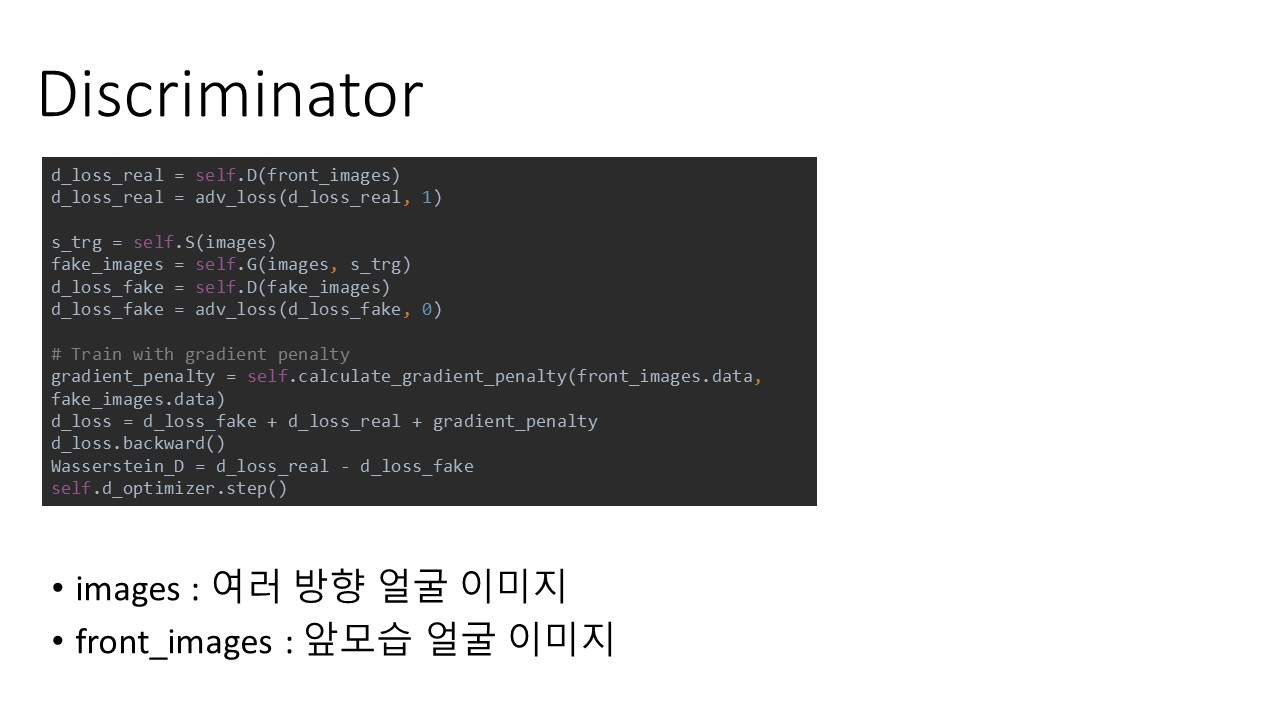 Discriminator
d_loss_real = self.D(front_images)
d_loss_real = adv_loss(d_loss_real, 1)
s_trg = self.S(images)
fake_images = self.G(images, s_trg)
d_loss_fake = self.D(fake_images)
d_loss_fake = adv_loss(d_loss_fake, 0)
# Train with gradient penalty
gradient_penalty = self.calculate_gradient_penalty(front_images.data,
fake_images.data)
d_loss = d_loss_fake + d_loss_real + gradient_penalty
d_loss.backward()
Wasserstein_D = d_loss_real - d_loss_fake
self.d_optimizer.step()
• images : 여러 방향 얼굴 이미지
• front_images : 앞모습 얼굴 이미지